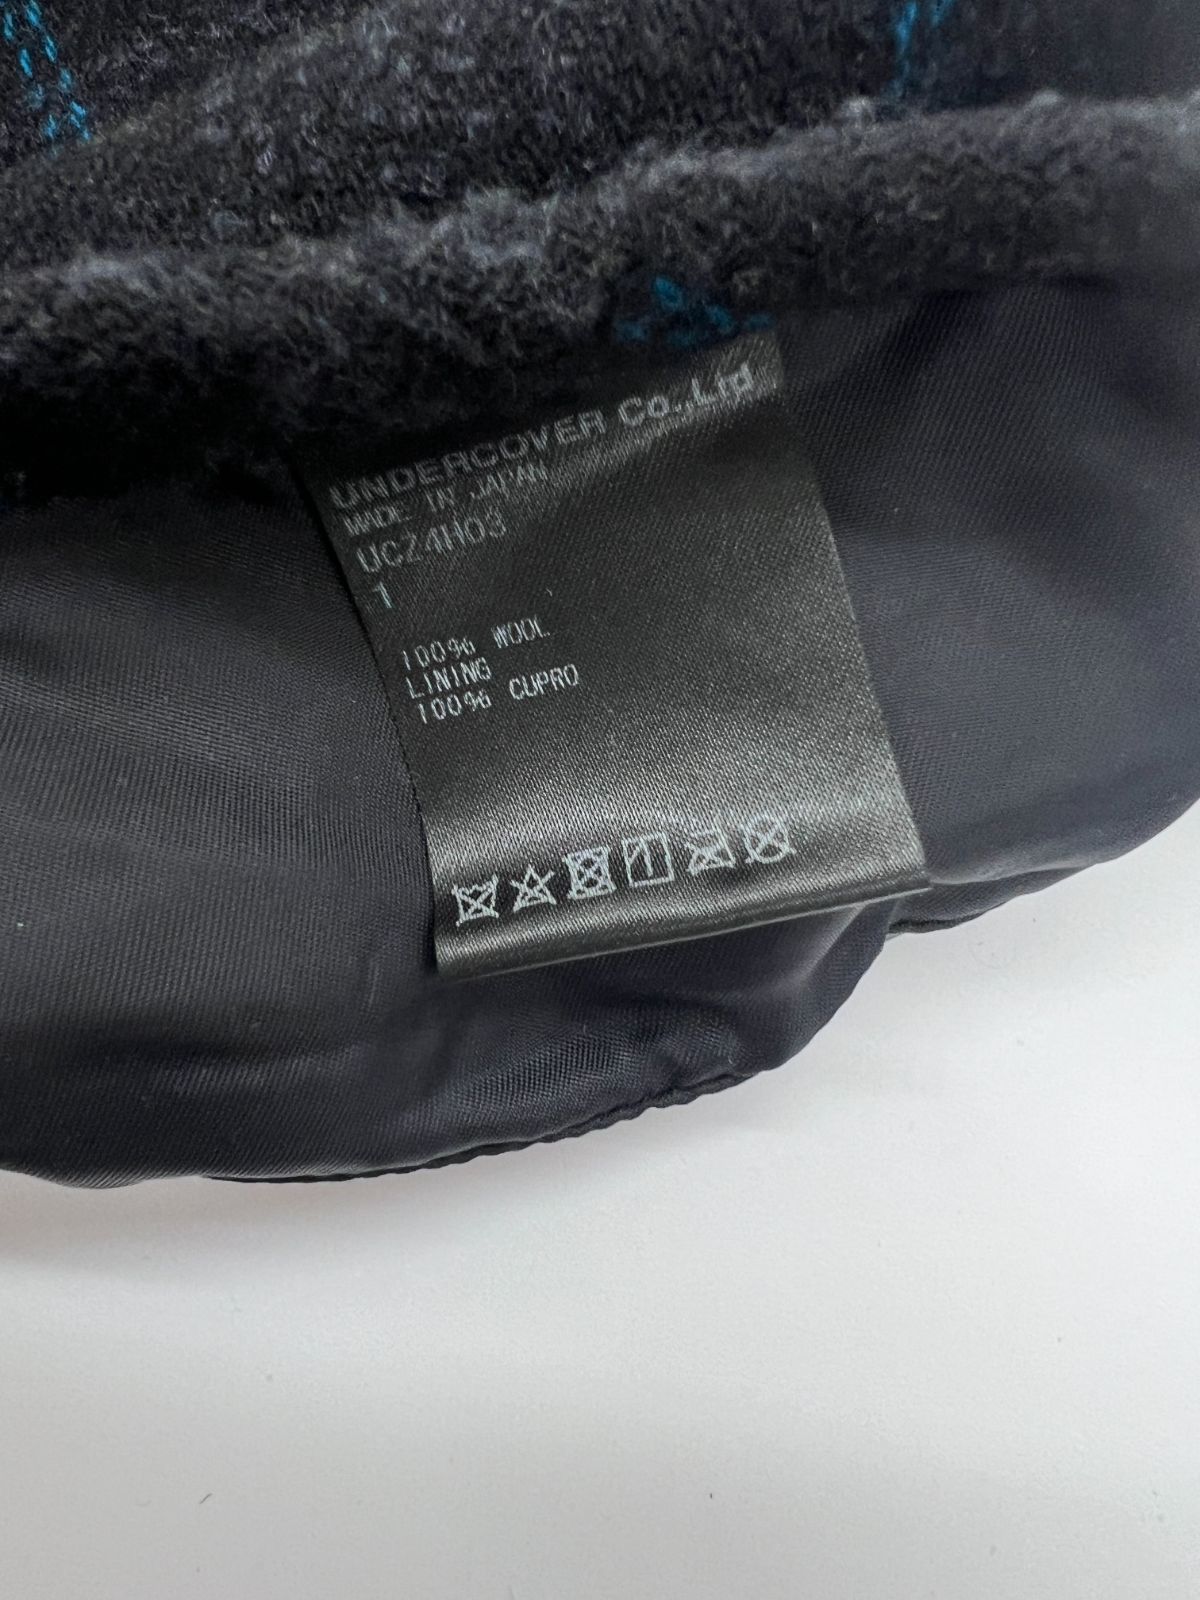 UNDERCOVER Co.,Ltd
MADE IN JAPAN
UCZ4H03
1
100% WOOL
LINING
100% CUPRO